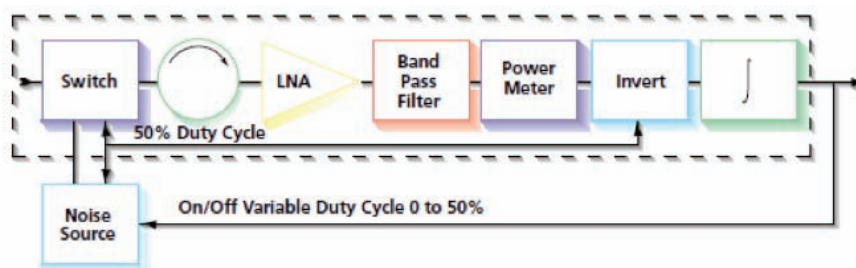 Switch
LNA
Band
Pass
Filter
Power
Meter
Invert
∫
50% Duty Cycle
Noise
Source
On/Off Variable Duty Cycle 0 to 50%